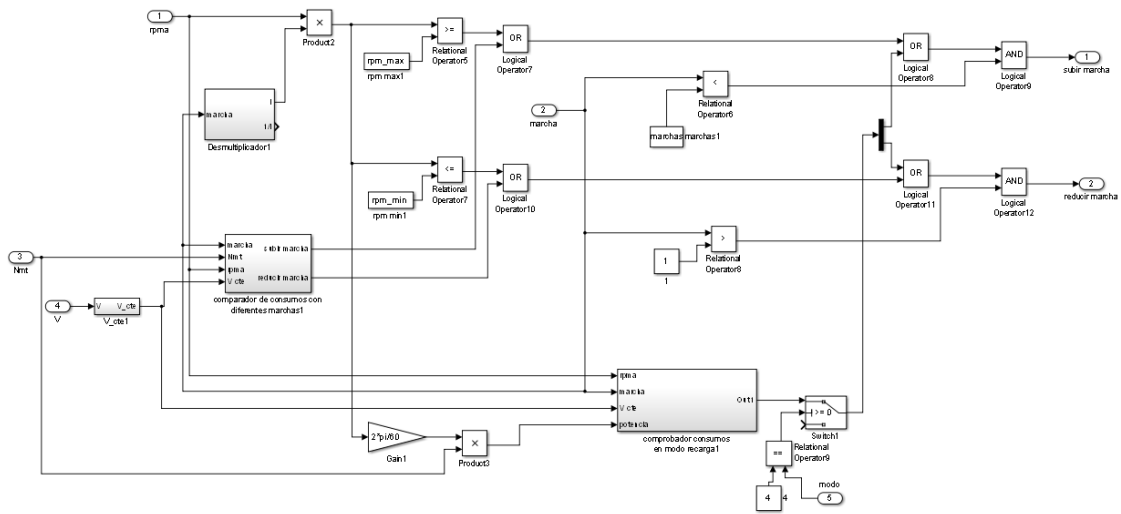 1
rpma
×
Product2
rpm_max
rpm max1
>=
Relational
Operator5
OR
Logical
Operator7
marcha
i
1/i
Desmultiplicador1
2
marcha
<
Relational
Operator6
marchas
marchas1
OR
Logical
Operator8
AND
Logical
Operator9
1
subir marcha
rpm_min
rpm min1
<=
Relational
Operator7
OR
Logical
Operator10
OR
Logical
Operator11
AND
Logical
Operator12
2
reducir marcha
3
Nmt
4
V
V
V_cte
V_cte1
marcha
Nmt
rpma
V cte
subir marcha
reducir marcha
comparador de consumos con
diferentes marchas1
1
1
>
Relational
Operator8
2*pi/60
Gain1
×
Product3
rpma
marcha
V cte
potencia
Out1
comprobador consumos
en modo recarga1
>= 0
Switch1
==
Relational
Operator9
4
4
modo
5